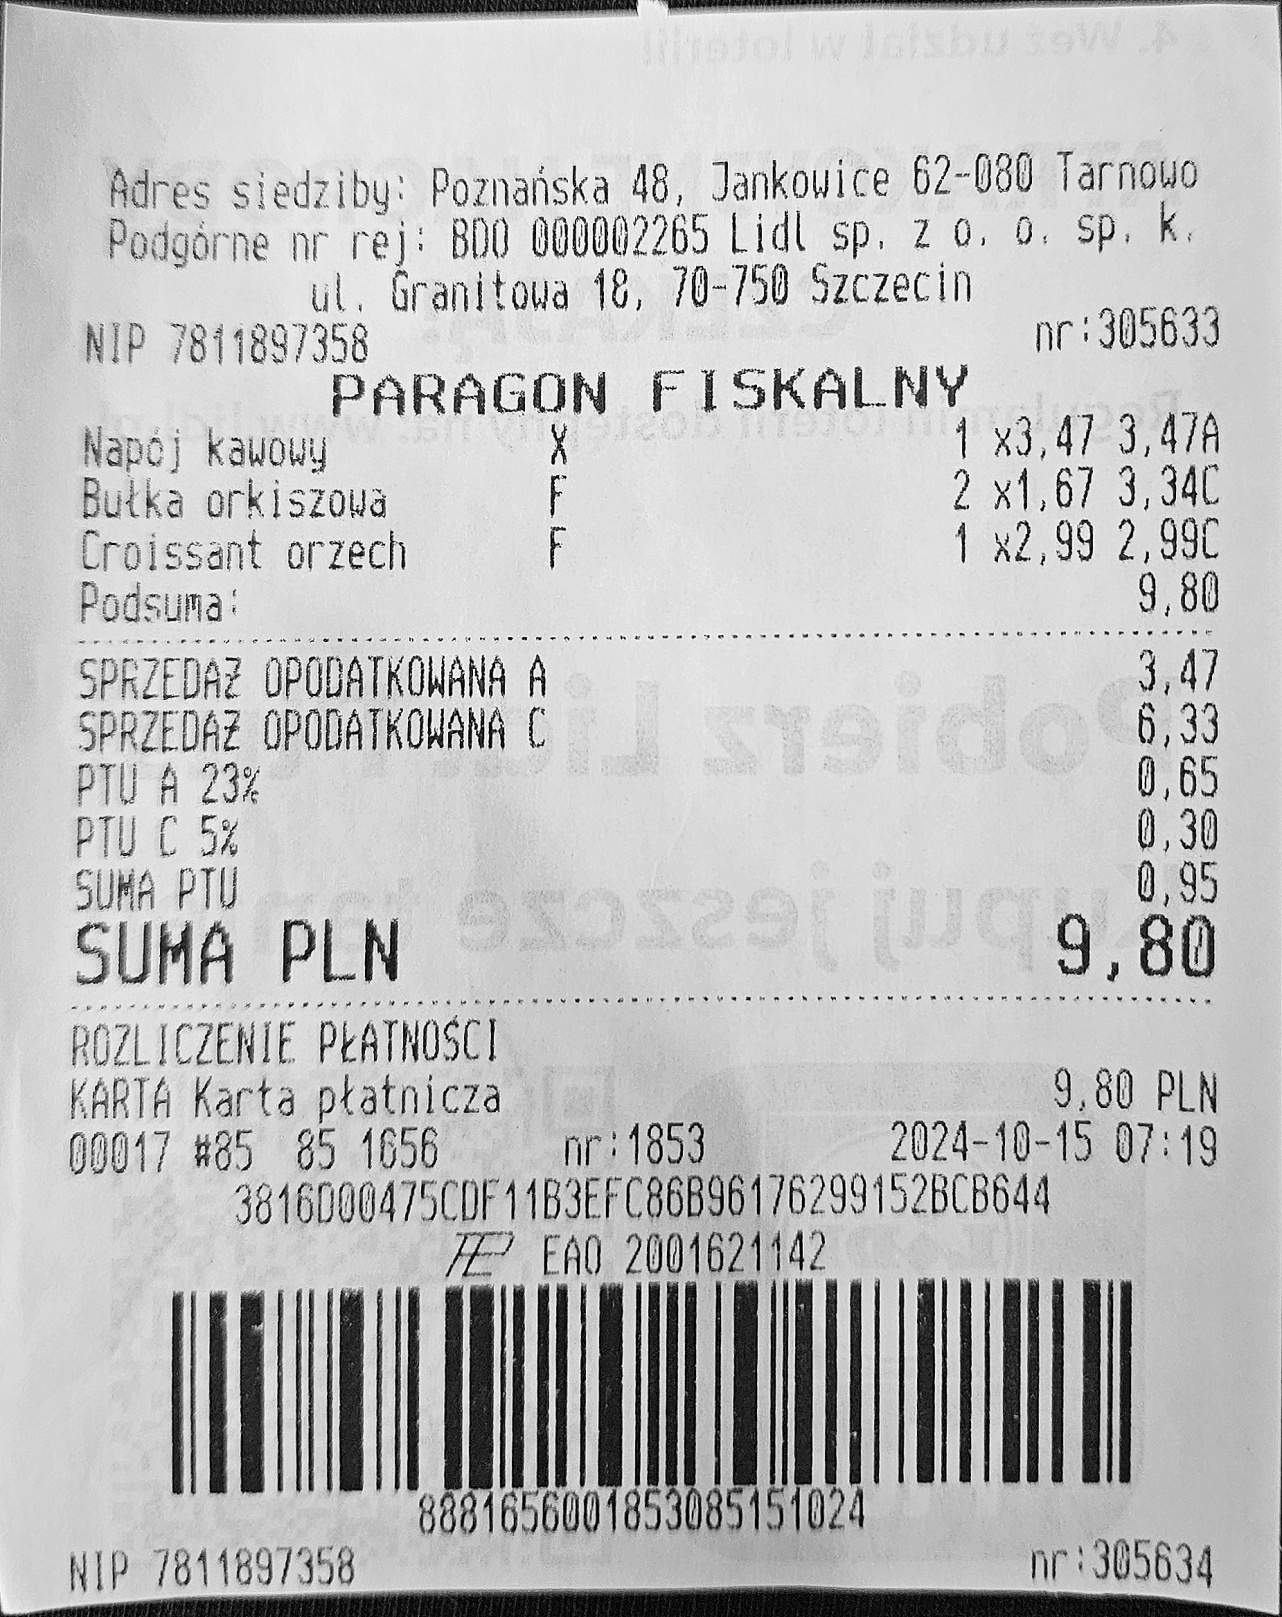 4. Weź udział w loterii!
Adres siedziby: Poznańska 48, Jankowice 62-080 Tarnowo
Podgórne nr rej: BDO 000002265 Lidl sp. z o. o. sp. k.
ul. Granitowa 18, 70-750 Szczecin
NIP 7811897358 nr:305633
PARAGON FISKALNY
Napój kawowy X 1 x3,47 3,47A
Bułka orkiszowa F 2 x1,67 3,34C
Croissant orzech F 1 x2,99 2,99C
Podsuma: 9,80
SPRZEDAŻ OPODATKOWANA A 3,47
SPRZEDAŻ OPODATKOWANA C 6,33
PTU A 23% 0,65
PTU C 5% 0,30
SUMA PTU 0,95
SUMA PLN 9,80
ROZLICZENIE PŁATNOŚCI
KARTA Karta płatnicza 9,80 PLN
00017 #85 85 1656 nr:1853 2024-10-15 07:19
3816D00475CDF11B3EFC86B96176299152BCB644
EAO 2001621142
8881656001853085151024
NIP 7811897358 nr:305634